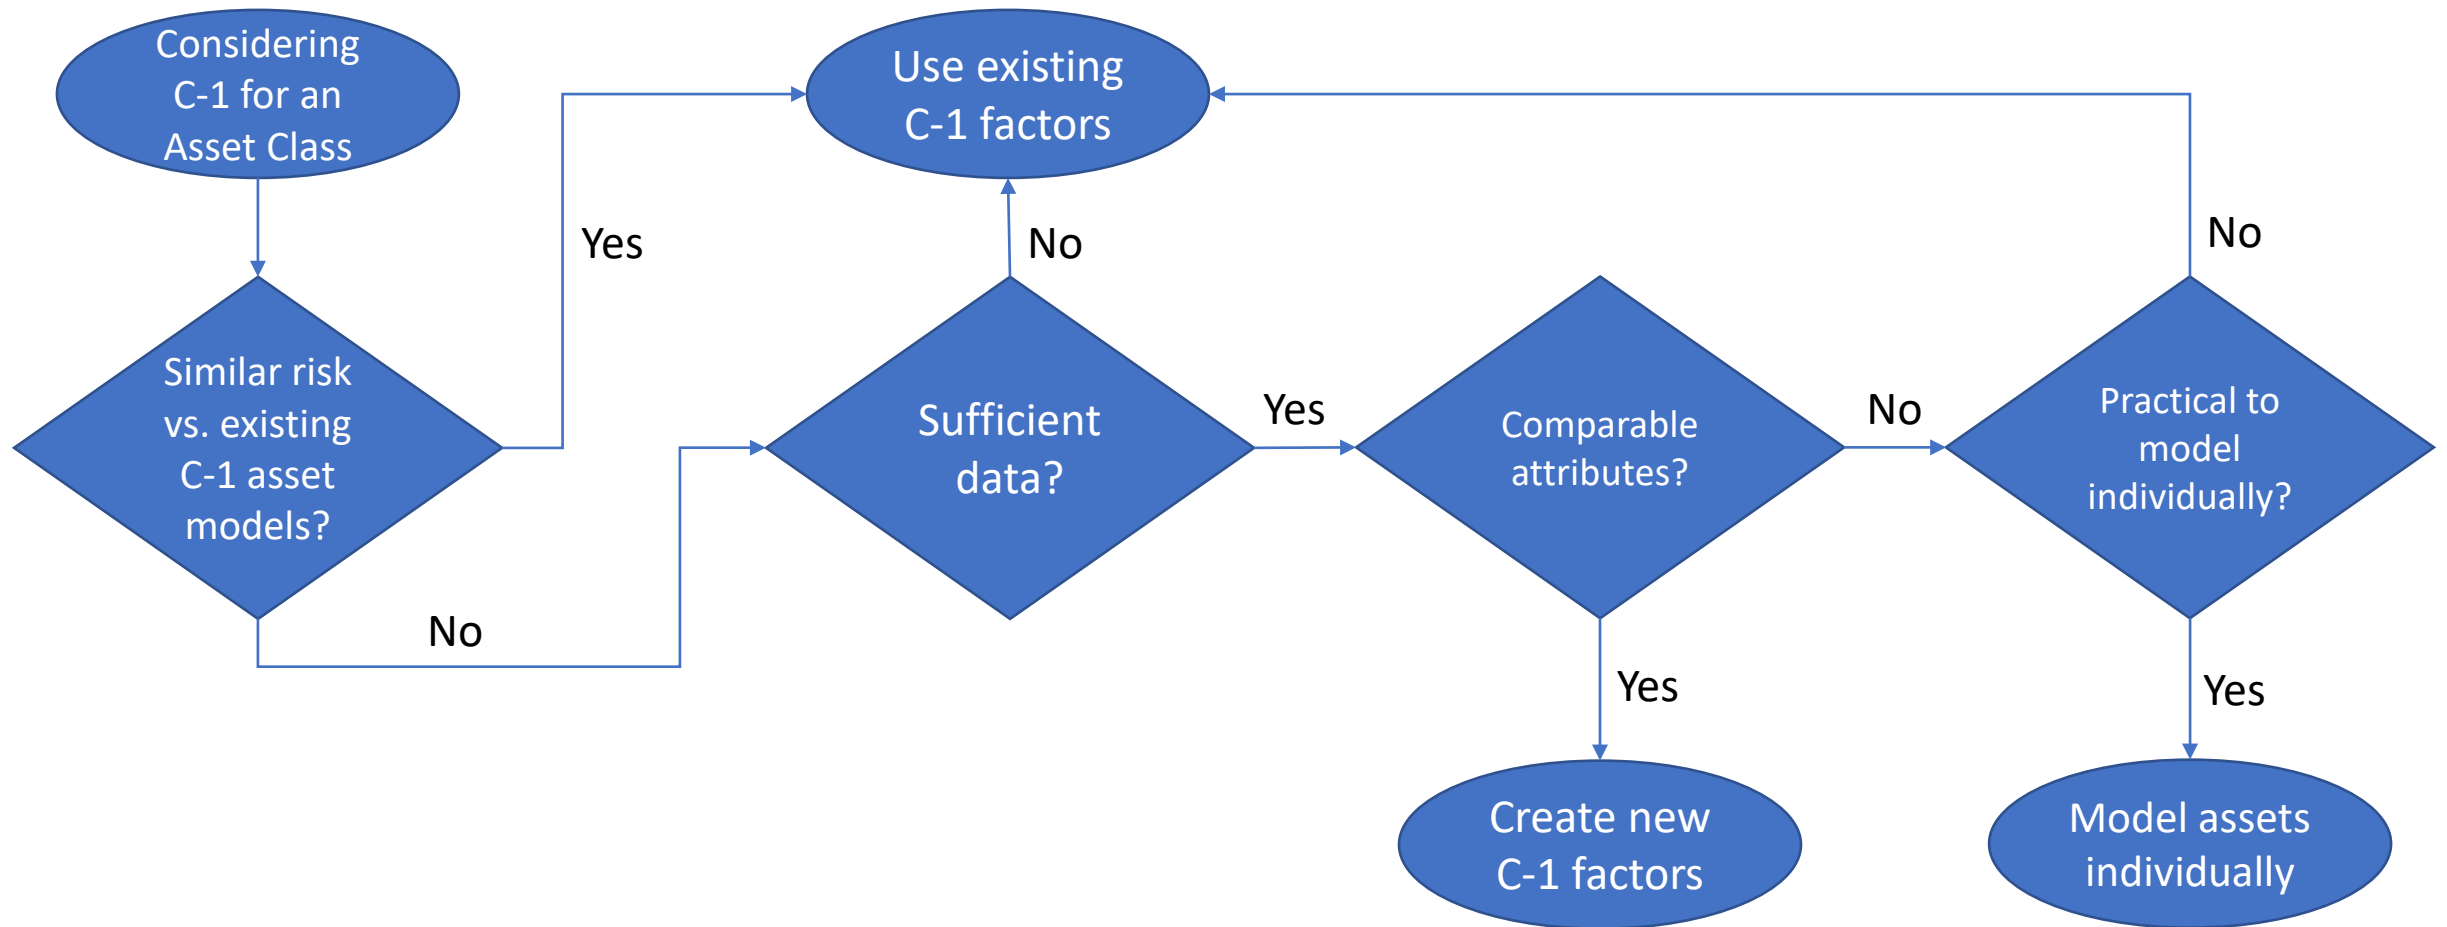 Considering
C-1 for an
Asset Class
Use existing
C-1 factors
Yes
No
No
Similar risk
vs. existing
C-1 asset
models?
Sufficient
data?
Yes
Comparable
attributes?
No
Practical to
model
individually?
No
Yes
Yes
Create new
C-1 factors
Model assets
individually